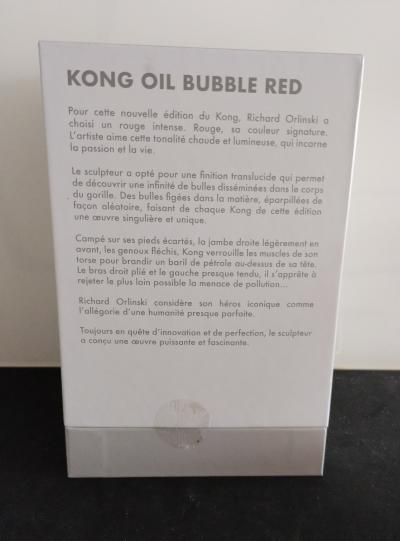 KONG OIL BUBBLE RED
Pour cette nouvelle édition du Kong, Richard Orlinski a
choisi un rouge intense. Rouge, sa couleur signature.
L'artiste aime cette tonalité chaude et lumineuse, qui incarne
la passion et la vie.
Le sculpteur a opté pour une finition translucide qui permet
de découvrir une infinité de bulles disséminées dans le corps
du gorille. Des bulles figées dans la matière, éparpillées de
façon aléatoire, faisant de chaque Kong de cette édition
une œuvre singulière et unique.
Campé sur ses pieds écartés, la jambe droite légèrement en
avant, les genoux fléchis, Kong verrouille les muscles de son
torse pour brandir un baril de pétrole au-dessus de sa tête.
Le bras droit plié et le gauche presque tendu, il s'apprête à
rejeter le plus loin possible la menace de pollution...
Richard Orlinski considère son héros iconique comme
l'allégorie d'une humanité presque parfaite.
Toujours en quête d'innovation et de perfection, le sculpteur
a conçu une œuvre puissante et fascinante.